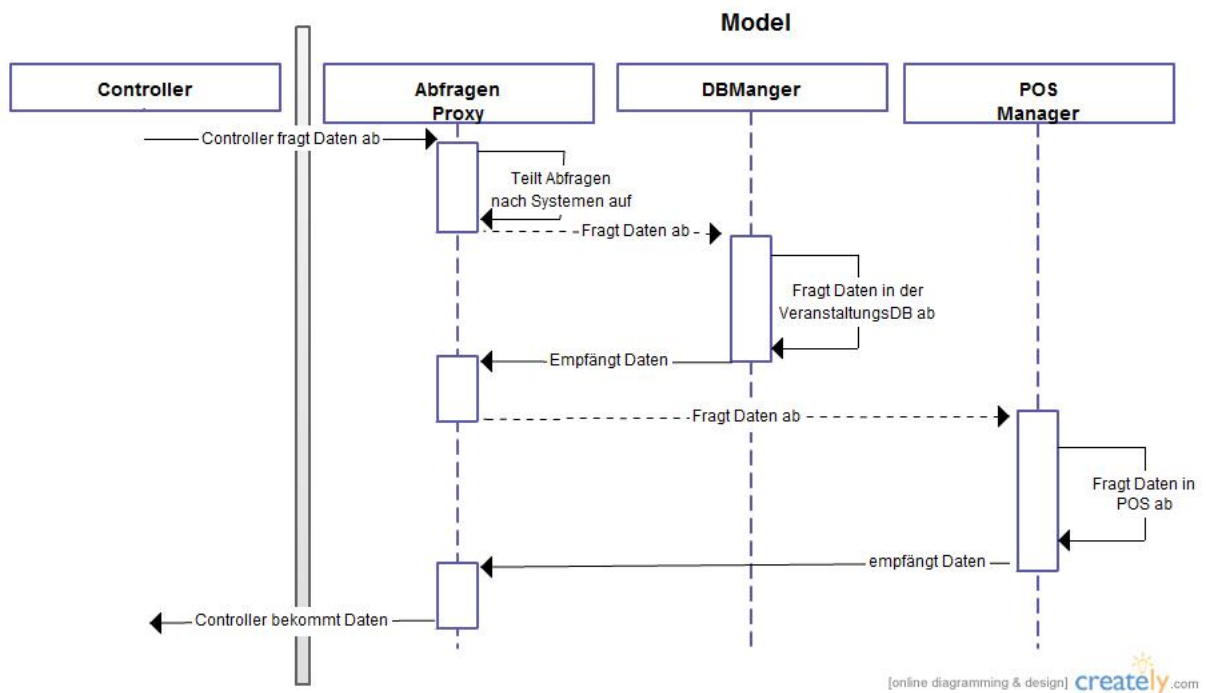 Model
Controller
Abfragen
Proxy
DBManger
POS
Manager
Controller fragt Daten ab
Teilt Abfragen
nach Systemen auf
Fragt Daten ab
Fragt Daten in der
VeranstaltungsDB ab
Empfängt Daten
Fragt Daten ab
Fragt Daten in
POS ab
empfängt Daten
Controller bekommt Daten
[online diagramming & design] creately.com